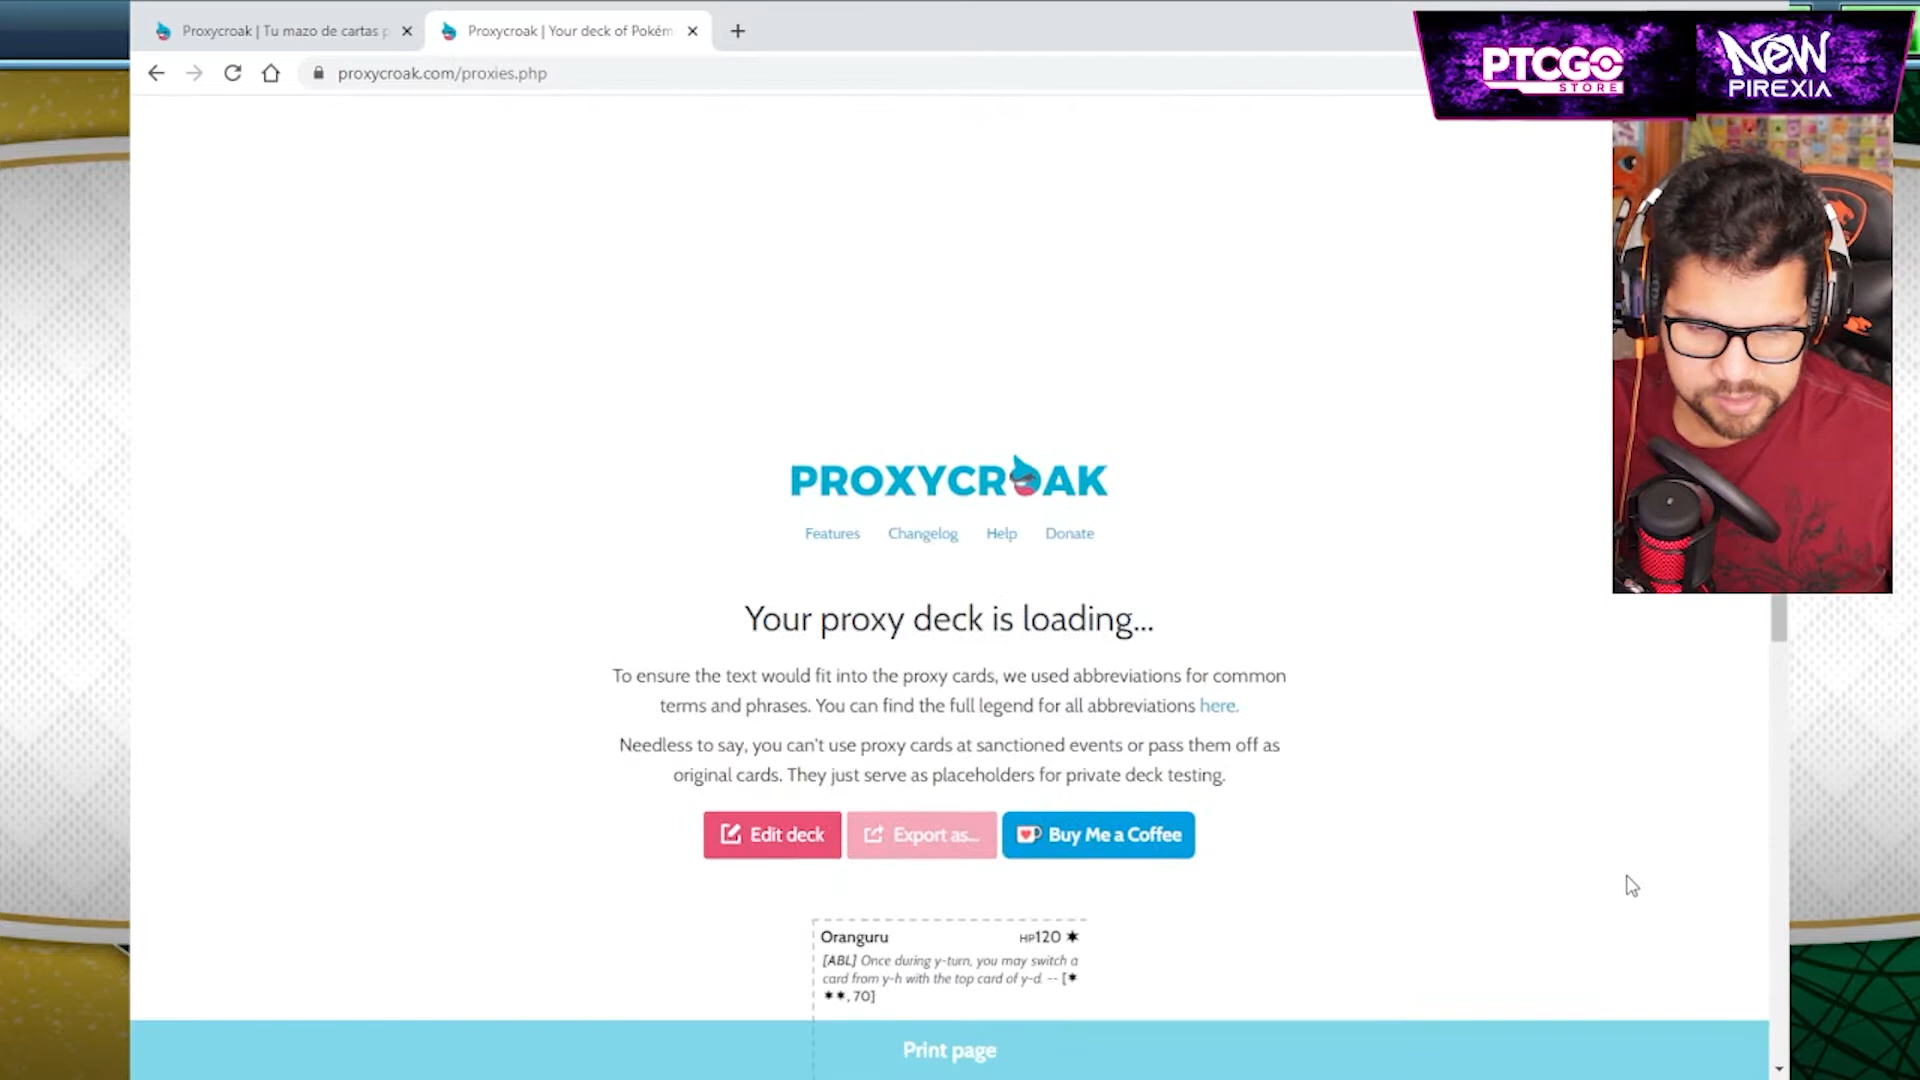 Proxycroak | Tu mazo de cartas p
Proxycroak | Your deck of Pokém
proxycroak.com/proxies.php
PTCGO
STORE
NEW
PIREXIA
PROXYCROAK
Features Changelog Help Donate
Your proxy deck is loading...
To ensure the text would fit into the proxy cards, we used abbreviations for common
terms and phrases. You can find the full legend for all abbreviations here.
Needless to say, you can't use proxy cards at sanctioned events or pass them off as
original cards. They just serve as placeholders for private deck testing.
Edit deck Export as... Buy Me a Coffee
Oranguru HP120 ✶
[ABL] Once during y-turn, you may switch a
card from y-h with the top card of y-d. -- [✶
✶✶, 70]
Print page